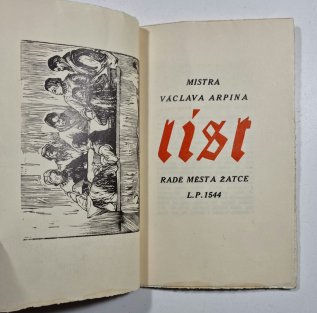 MISTRA
VÁCLAVA ARPINA
list
RADĚ MĚSTA ŽATCE
L.P. 1544